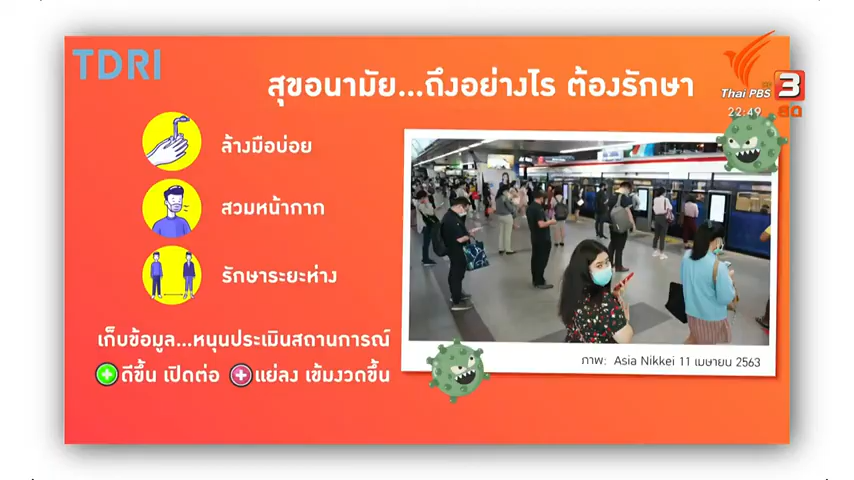 TDRI
สุขอนามัย...ถึงอย่างไร ต้องรักษา
Thai PBS 3
22:49 สด
ล้างมือบ่อย
สวมหน้ากาก
รักษาระยะห่าง
เก็บข้อมูล...หนุนประเมินสถานการณ์
ดีขึ้น เปิดต่อ แย่ลง เข้มงวดขึ้น
ภาพ: Asia Nikkei 11 เมษายน 2563